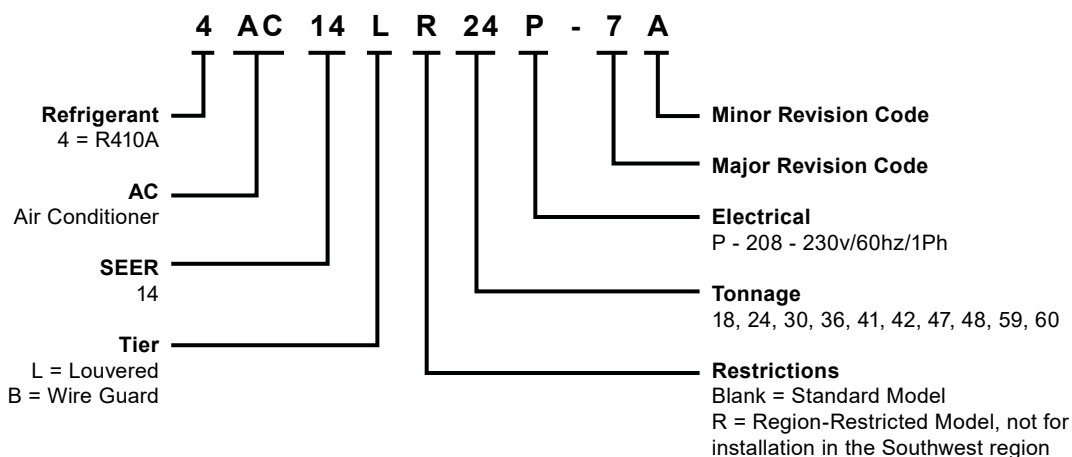 4 AC 14 L R 24 P - 7 A
Refrigerant
4 = R410A
AC
Air Conditioner
SEER
14
Tier
L = Louvered
B = Wire Guard
Minor Revision Code
Major Revision Code
Electrical
P - 208 - 230v/60hz/1Ph
Tonnage
18, 24, 30, 36, 41, 42, 47, 48, 59, 60
Restrictions
Blank = Standard Model
R = Region-Restricted Model, not for
installation in the Southwest region